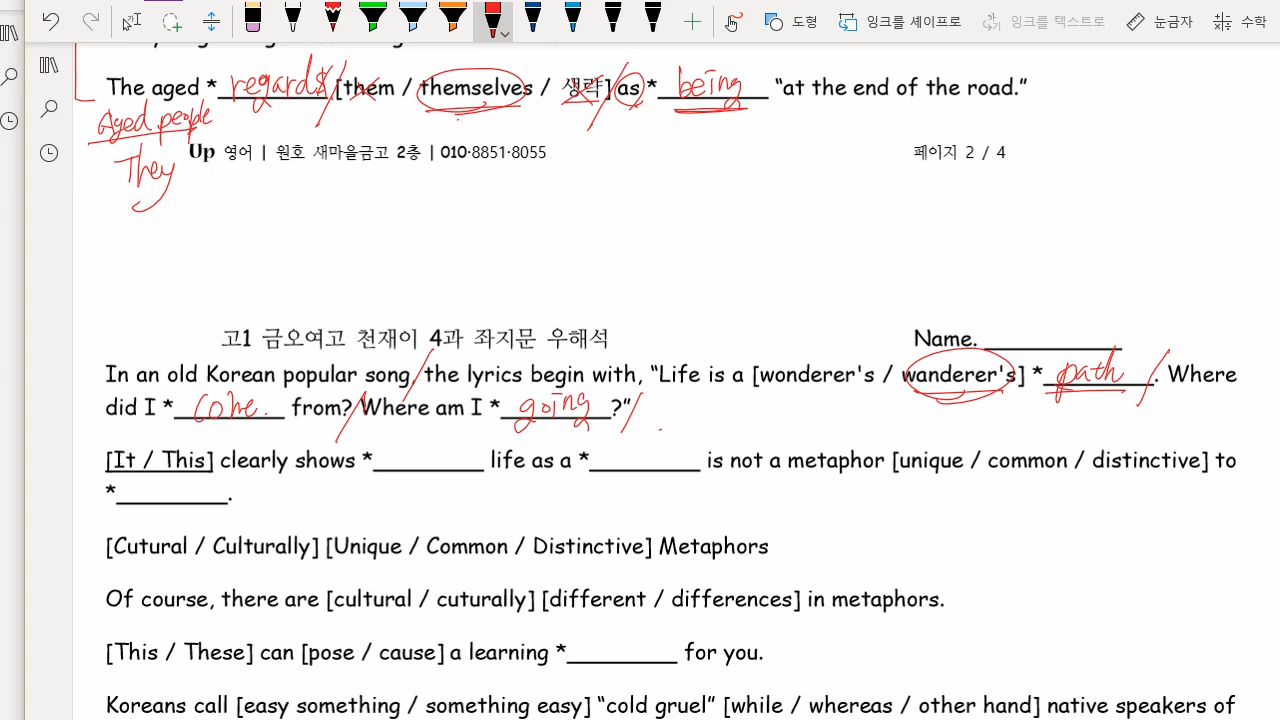 도형 잉크를 셰이프로 잉크를 텍스트로 눈금자 수학
The aged *regards [them / themselves / 생략] as *being “at the end of the road.”
Aged people
They
Up 영어 | 원호 새마을금고 2층 | 010·8851·8055 페이지 2 / 4
고1 금오여고 천재이 4과 좌지문 우해석 Name.__________
In an old Korean popular song, the lyrics begin with, “Life is a [wonderer's / wanderer's] *path. Where
did I *come from? Where am I *going?”
[It / This] clearly shows *__________ life as a *__________ is not a metaphor [unique / common / distinctive] to
*__________.
[Cutural / Culturally] [Unique / Common / Distinctive] Metaphors
Of course, there are [cultural / cuturally] [different / differences] in metaphors.
[This / These] can [pose / cause] a learning *__________ for you.
Koreans call [easy something / something easy] “cold gruel” [while / whereas / other hand] native speakers of